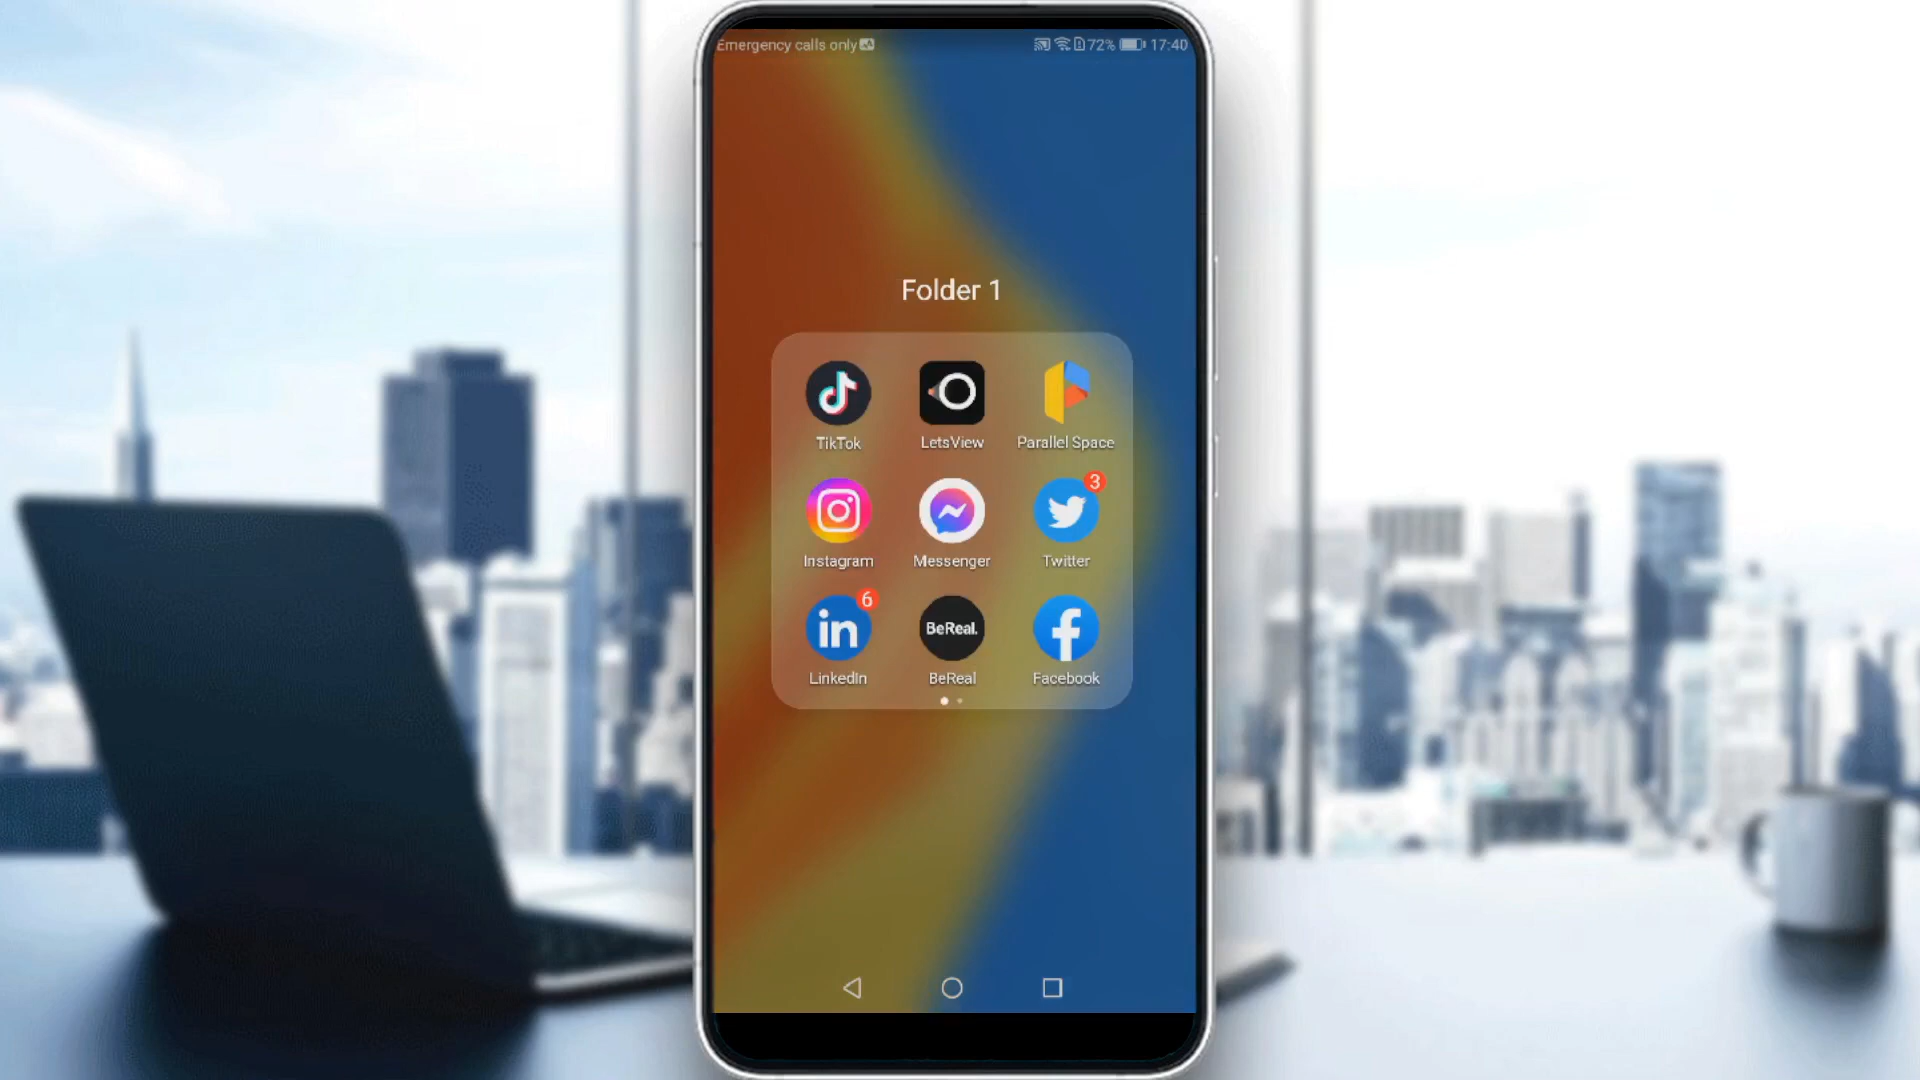 Emergency calls only 72% 17:40
Folder 1
TikTok LetsView Parallel Space
3
Instagram Messenger Twitter
in 6 BeReal. f
LinkedIn BeReal Facebook